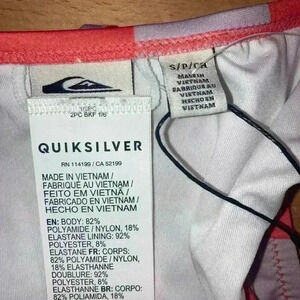 S/P/CH
MADE IN
VIETNAM
FABRIQUÉ AU
VIETNAM
HECHO EN
VIETNAM
2PC BKF
QUIKSILVER
RN 114199 / CA 52199
MADE IN VIETNAM /
FABRIQUÉ AU VIETNAM /
FEITO EM VIETNÃ /
FABRICADO EN VIETNAM /
HECHO EN VIETNAM
EN: BODY: 82%
POLYAMIDE / NYLON, 18%
ELASTANE LINING: 92%
POLYESTER, 8%
ELASTANE FR: CORPS:
82% POLYAMIDE / NYLON,
18% ELASTHANNE
DOUBLURE: 92%
POLYESTER, 8%
ELASTHANNE BR: CORPO:
82% POLIAMIDA, 18%